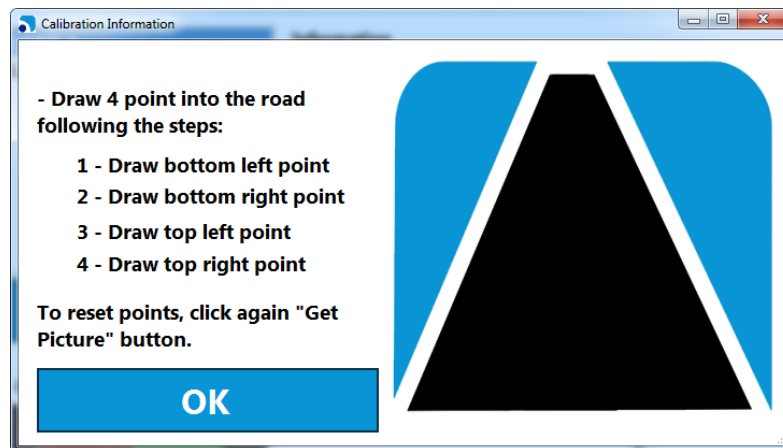 Calibration Information
- Draw 4 point into the road
following the steps:
1 - Draw bottom left point
2 - Draw bottom right point
3 - Draw top left point
4 - Draw top right point
To reset points, click again "Get
Picture" button.
OK